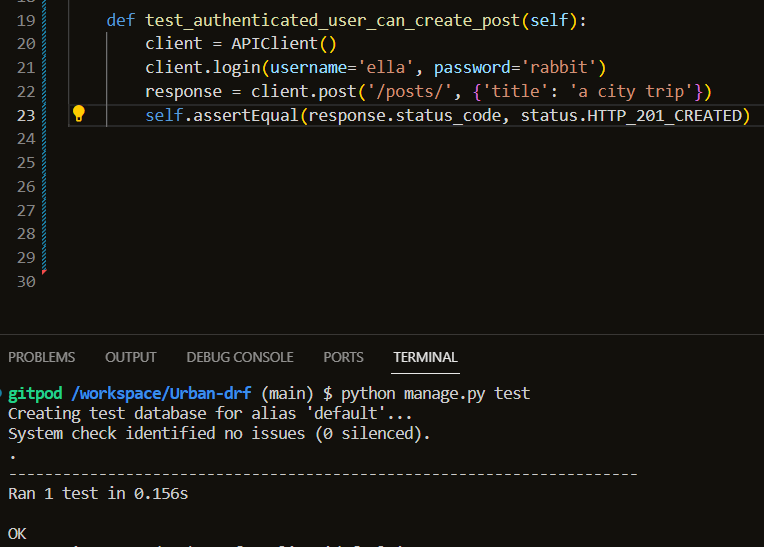 19 def test_authenticated_user_can_create_post(self):
20 client = APIClient()
21 client.login(username='ella', password='rabbit')
22 response = client.post('/posts/', {'title': 'a city trip'})
23 self.assertEqual(response.status_code, status.HTTP_201_CREATED)
24
25
26
27
28
29
30
PROBLEMS OUTPUT DEBUG CONSOLE PORTS TERMINAL
gitpod /workspace/Urban-drf (main) $ python manage.py test
Creating test database for alias 'default'...
System check identified no issues (0 silenced).
.
----------------------------------------------------------------------
Ran 1 test in 0.156s
OK